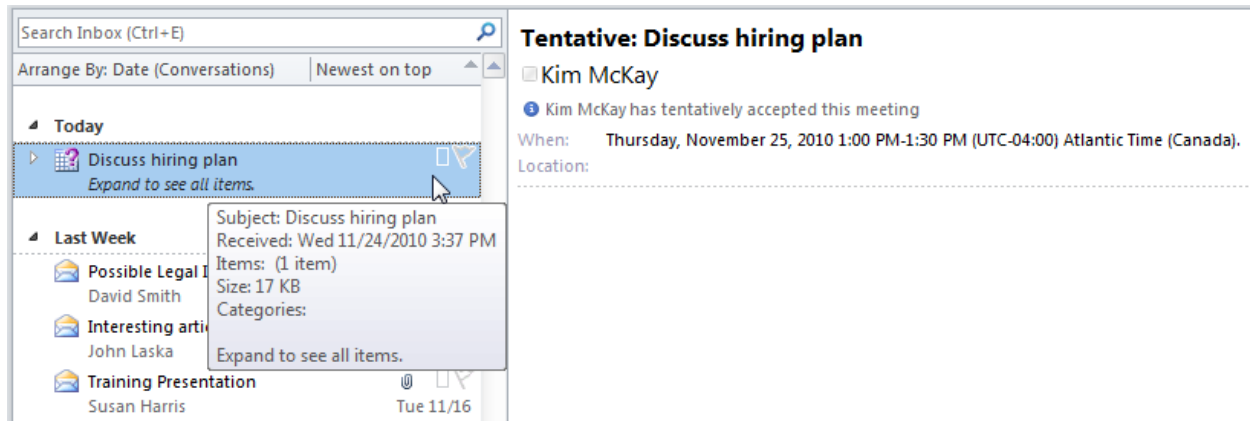 Search Inbox (Ctrl+E)
Arrange By: Date (Conversations) Newest on top
Today
Discuss hiring plan
Expand to see all items.
Last Week
Possible Legal
David Smith
Interesting
John Laska
Training Presentation
Susan Harris Tue 11/16
Subject: Discuss hiring plan
Received: Wed 11/24/2010 3:37 PM
Items: (1 item)
Size: 17 KB
Categories:
Expand to see all items.
Tentative: Discuss hiring plan
Kim McKay
Kim McKay has tentatively accepted this meeting
When: Thursday, November 25, 2010 1:00 PM-1:30 PM (UTC-04:00) Atlantic Time (Canada).
Location: